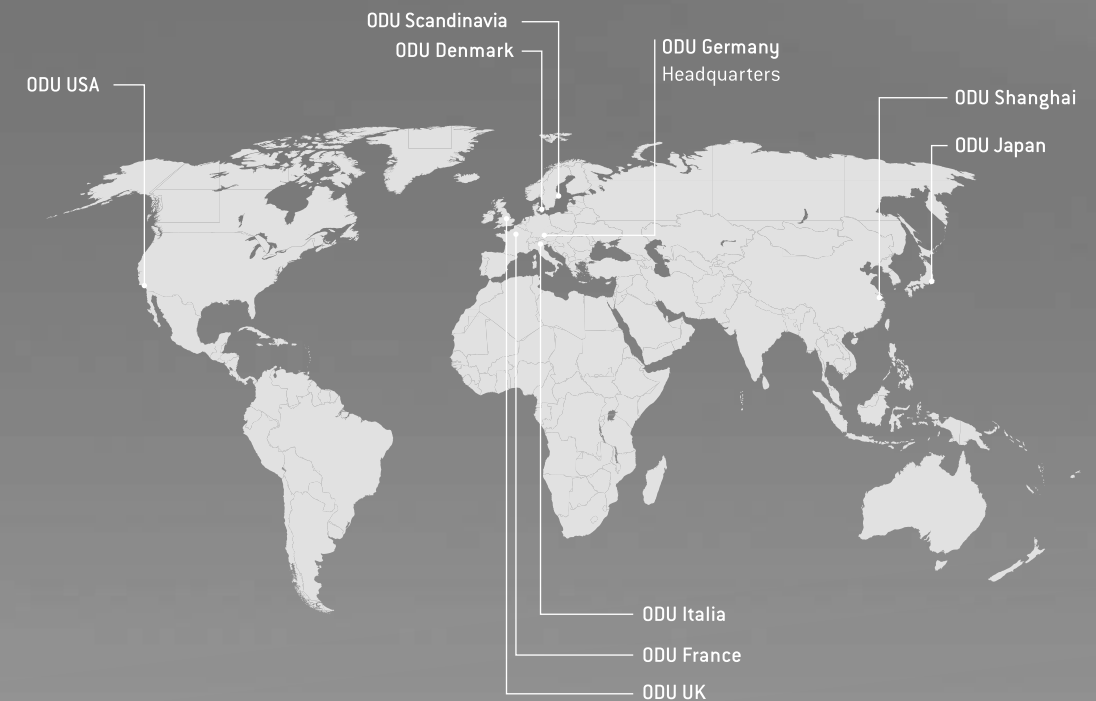 ODU Scandinavia
ODU Denmark
ODU Germany
Headquarters
ODU USA
ODU Shanghai
ODU Japan
ODU Italia
ODU France
ODU UK